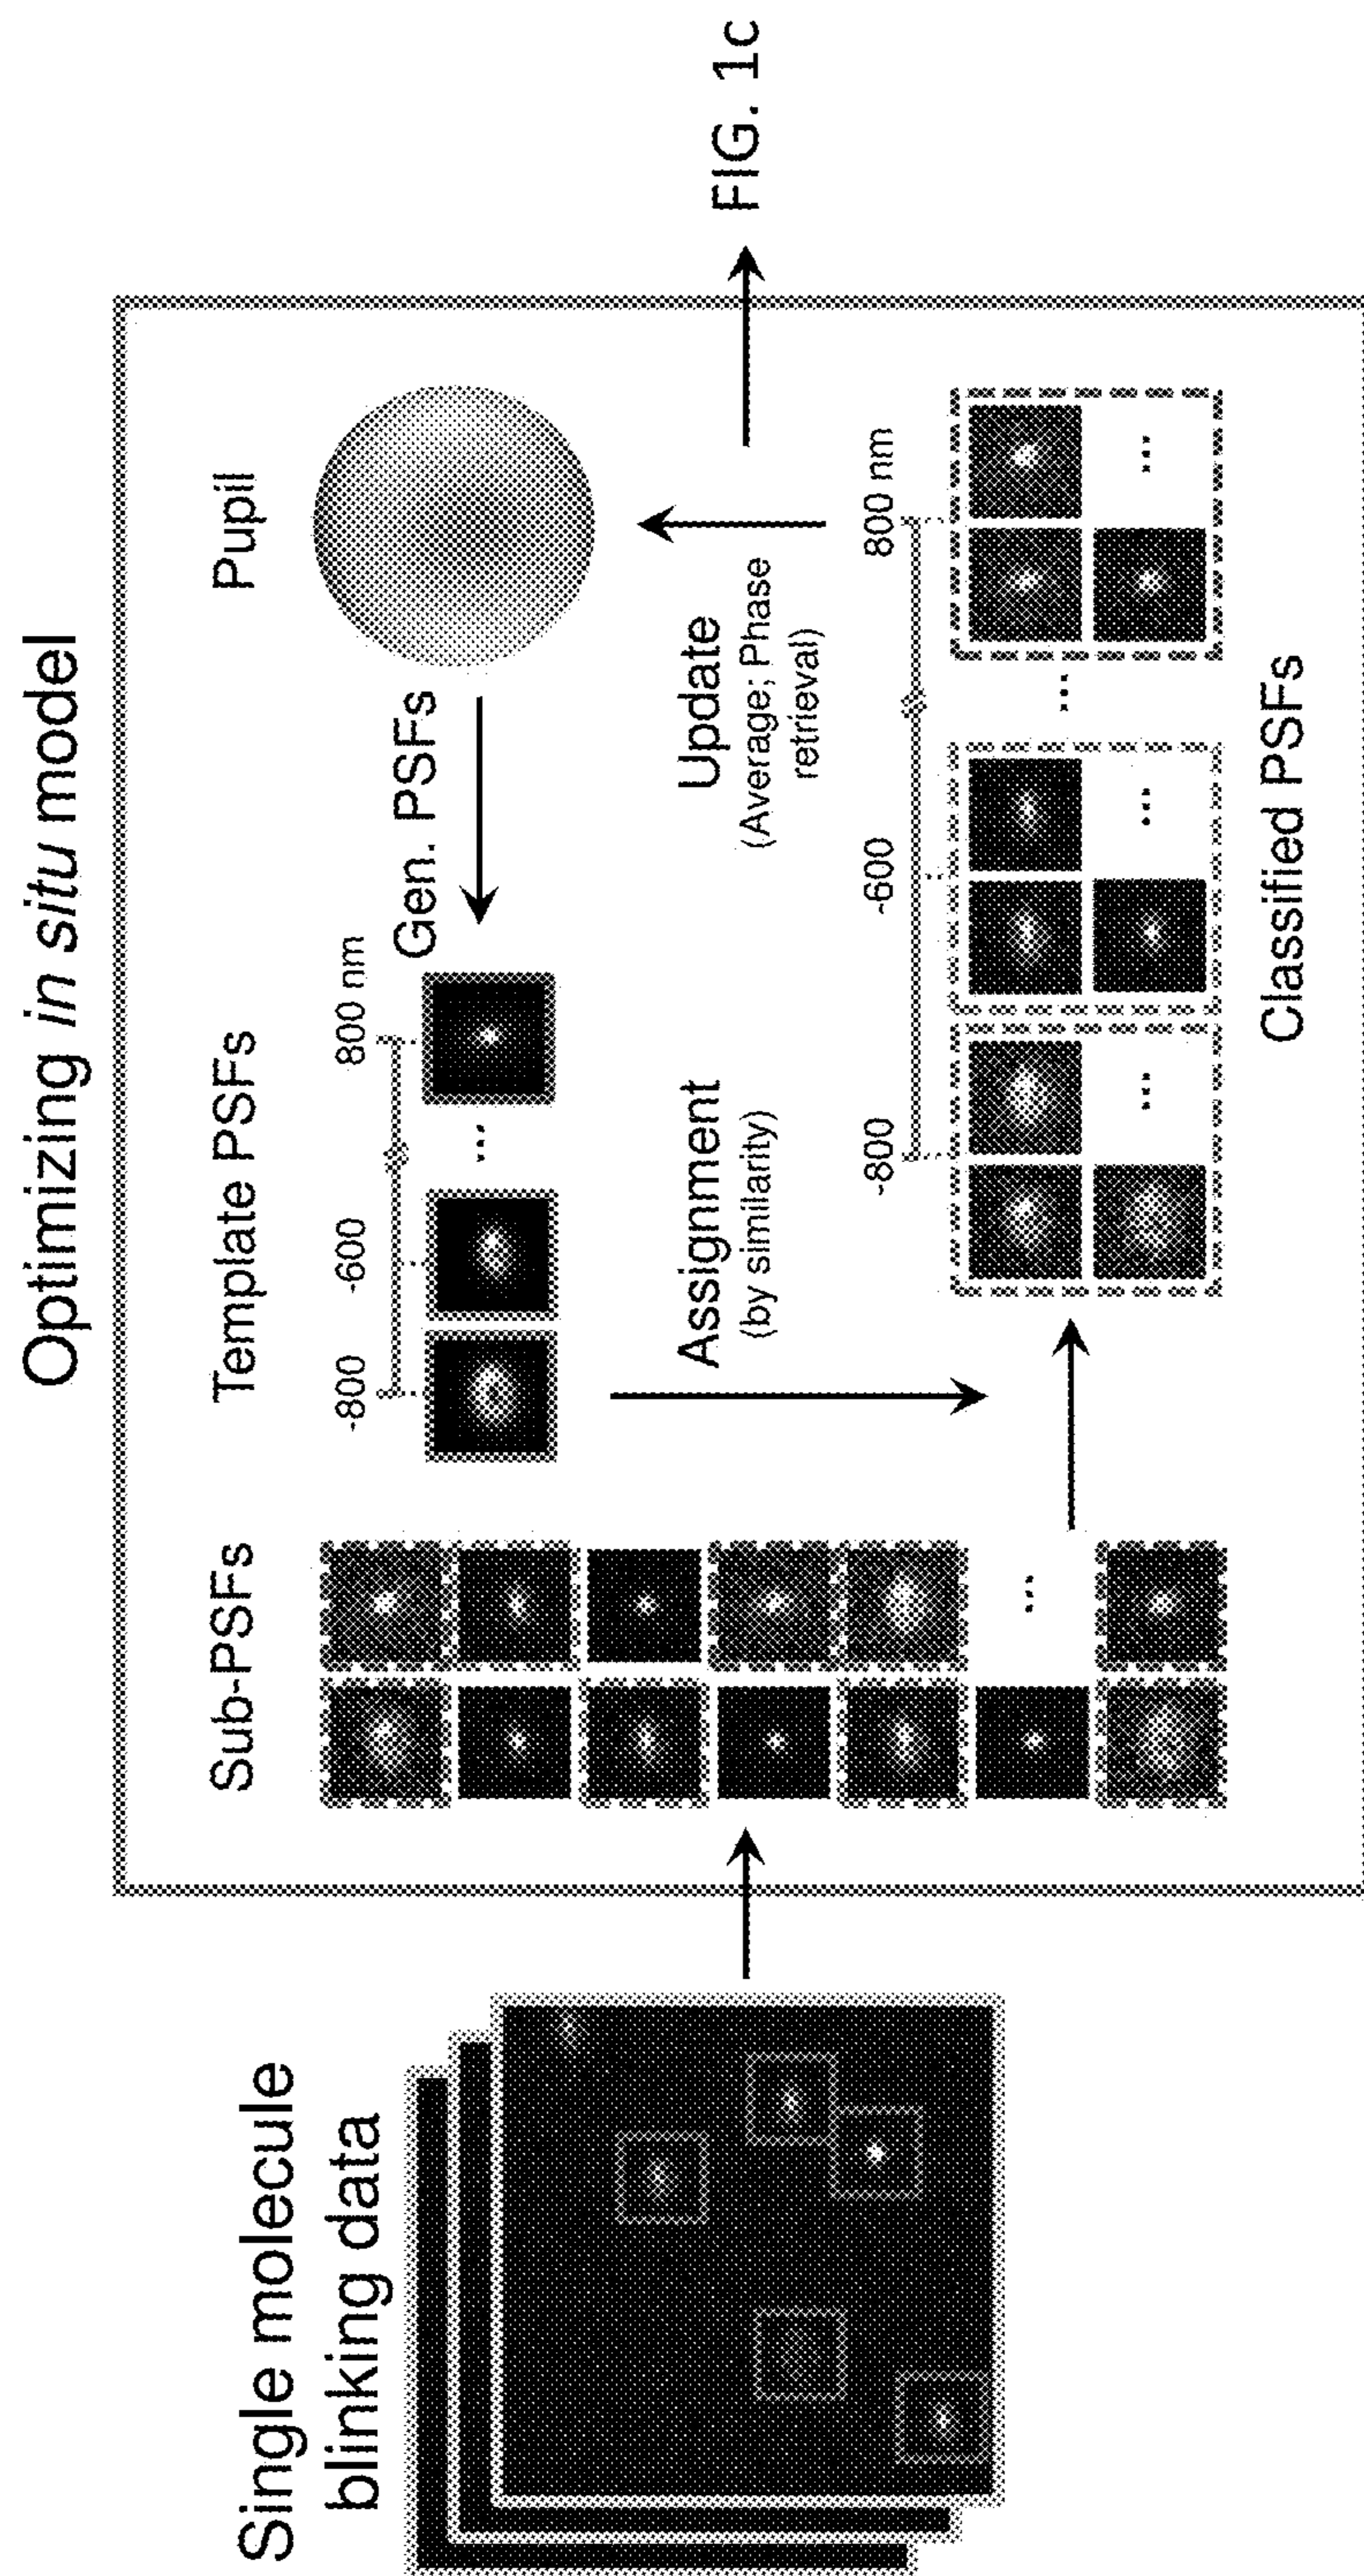 Optimizing in situ model
Single molecule
blinking data
Sub-PSFs
Template PSFs
-800
-600
800 nm
...
Gen. PSFs
Pupil
Assignment
(by similarity)
Update
(Average; Phase
retrieval)
FIG. 1c
...
-800
-600
800 nm
...
...
...
...
Classified PSFs